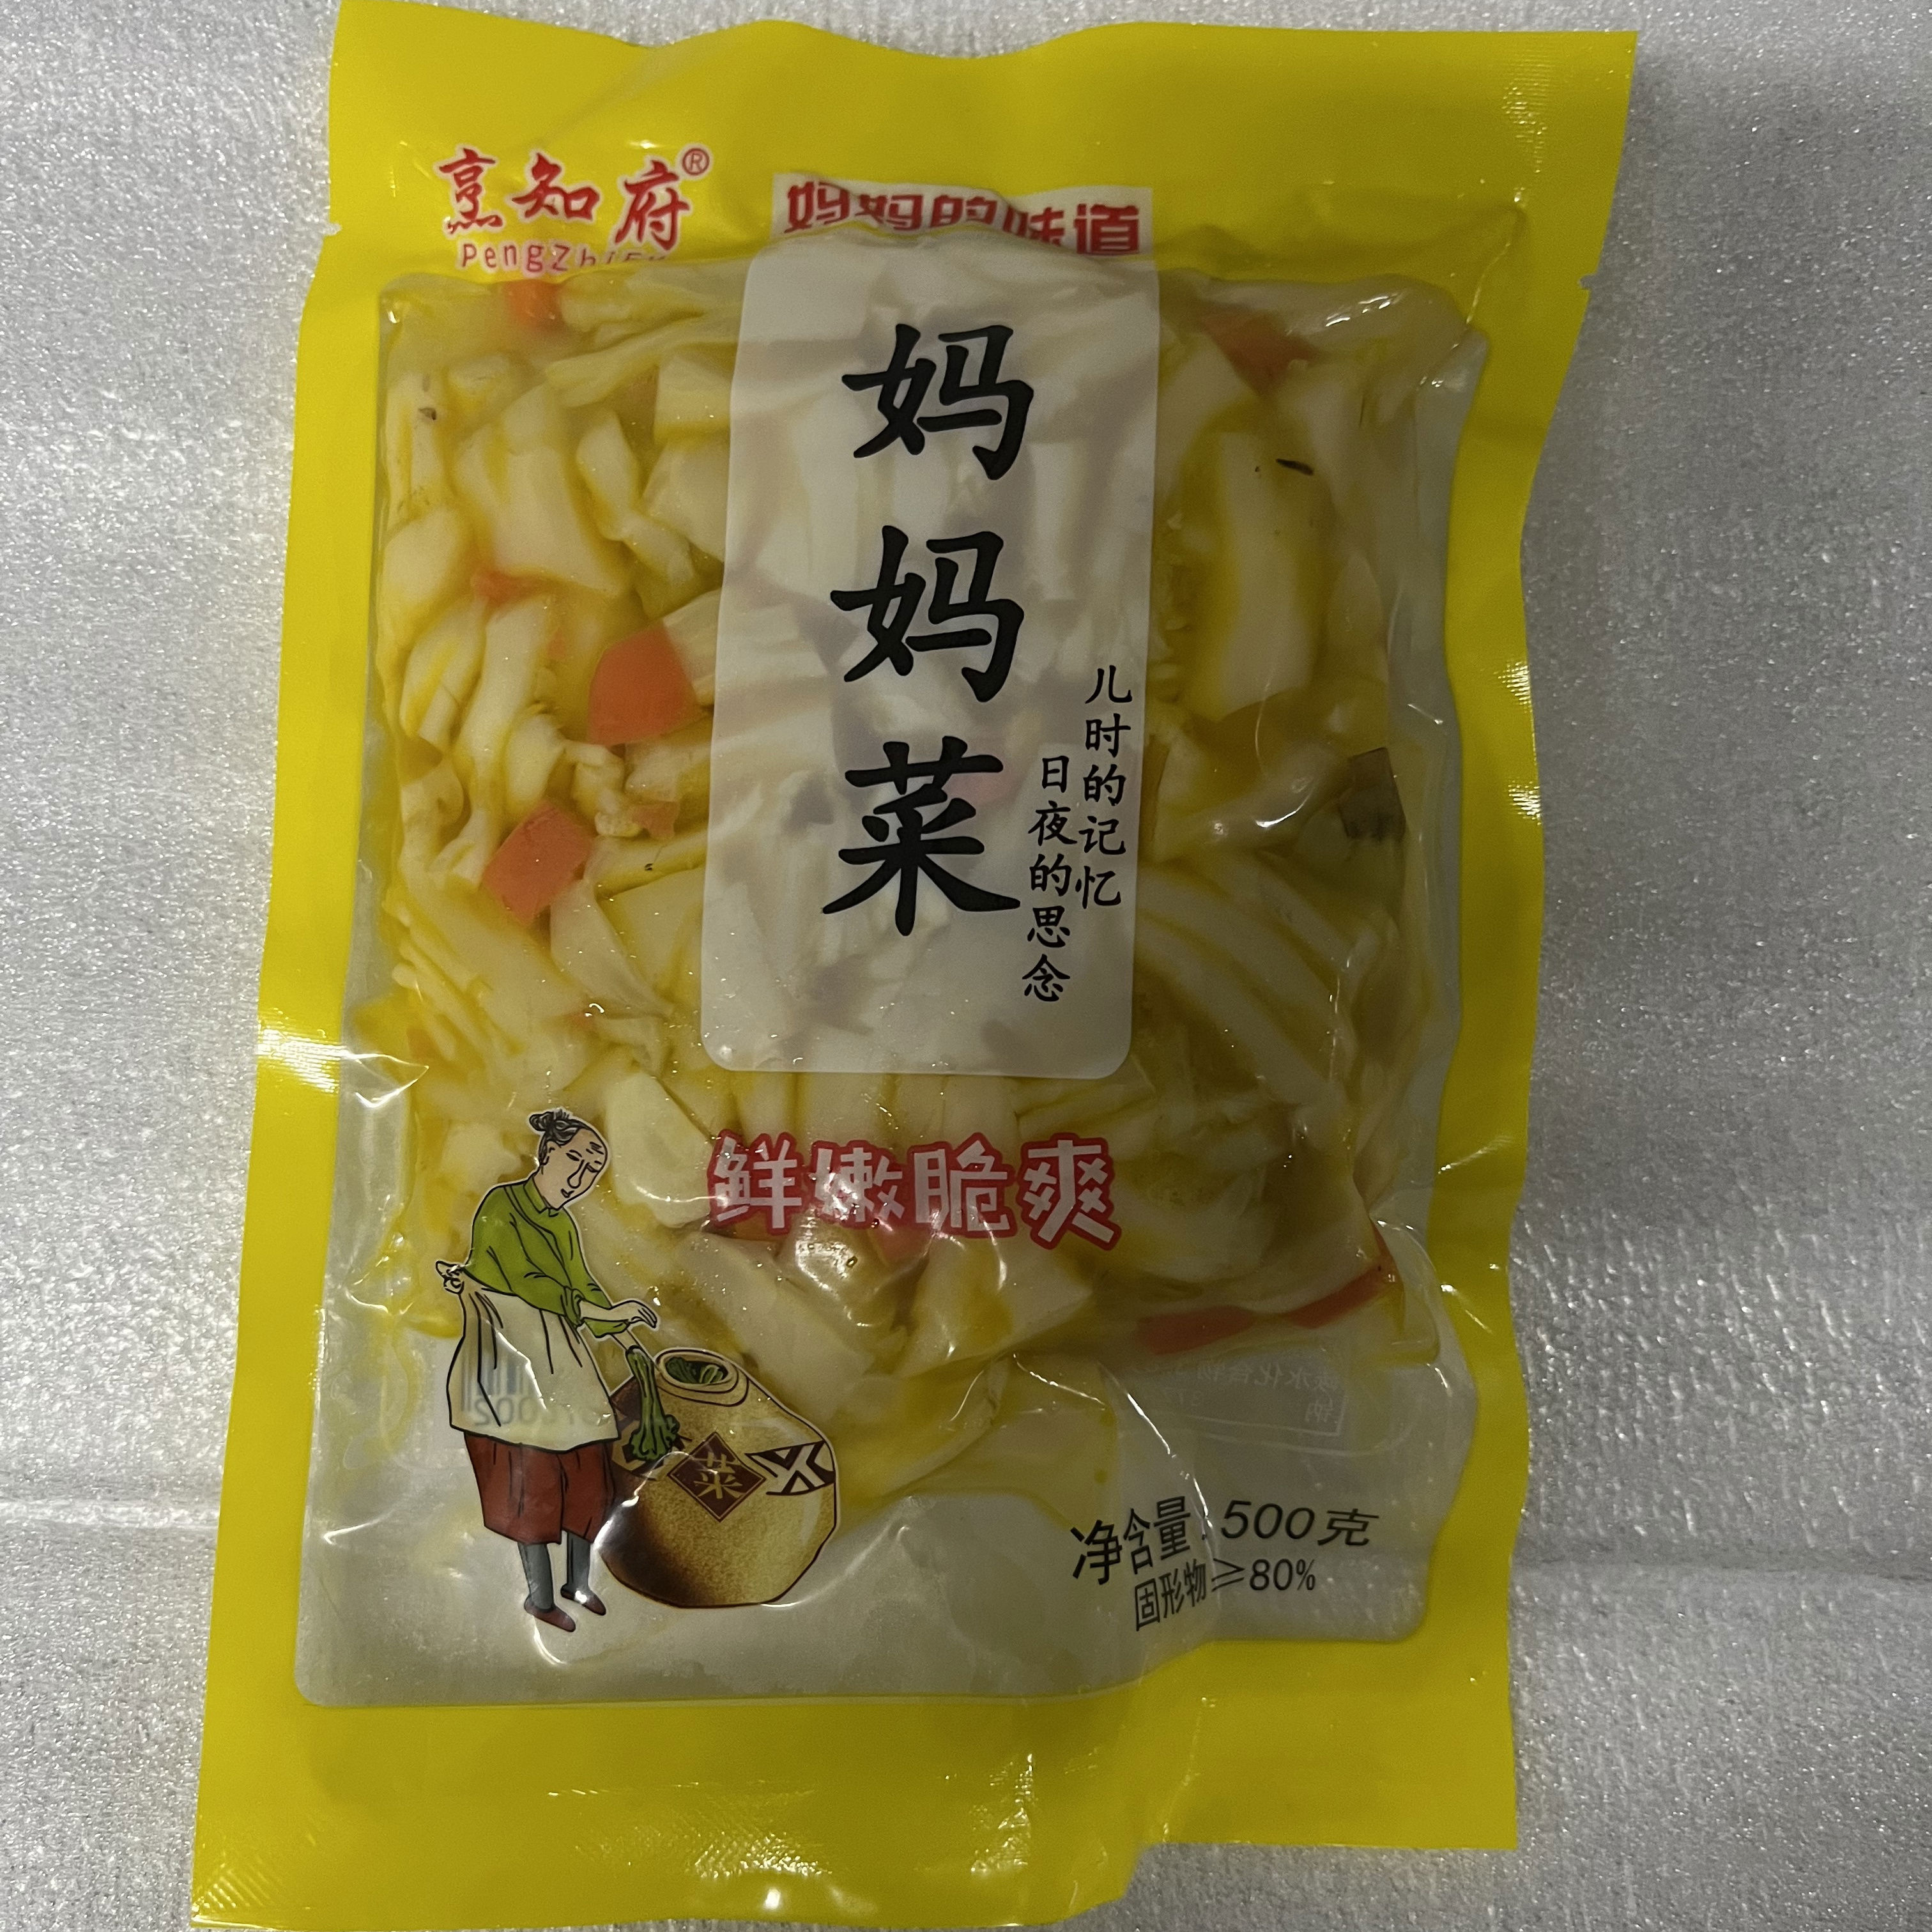 烹知府®
PengZhiFu
妈妈的味道
妈妈菜
儿时的记忆
日夜的思念
鲜嫩脆爽
菜
净含量:500克
固形物≥80%